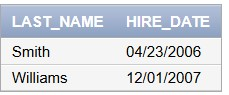 LAST_NAME HIRE_DATE
Smith 04/23/2006
Williams 12/01/2007